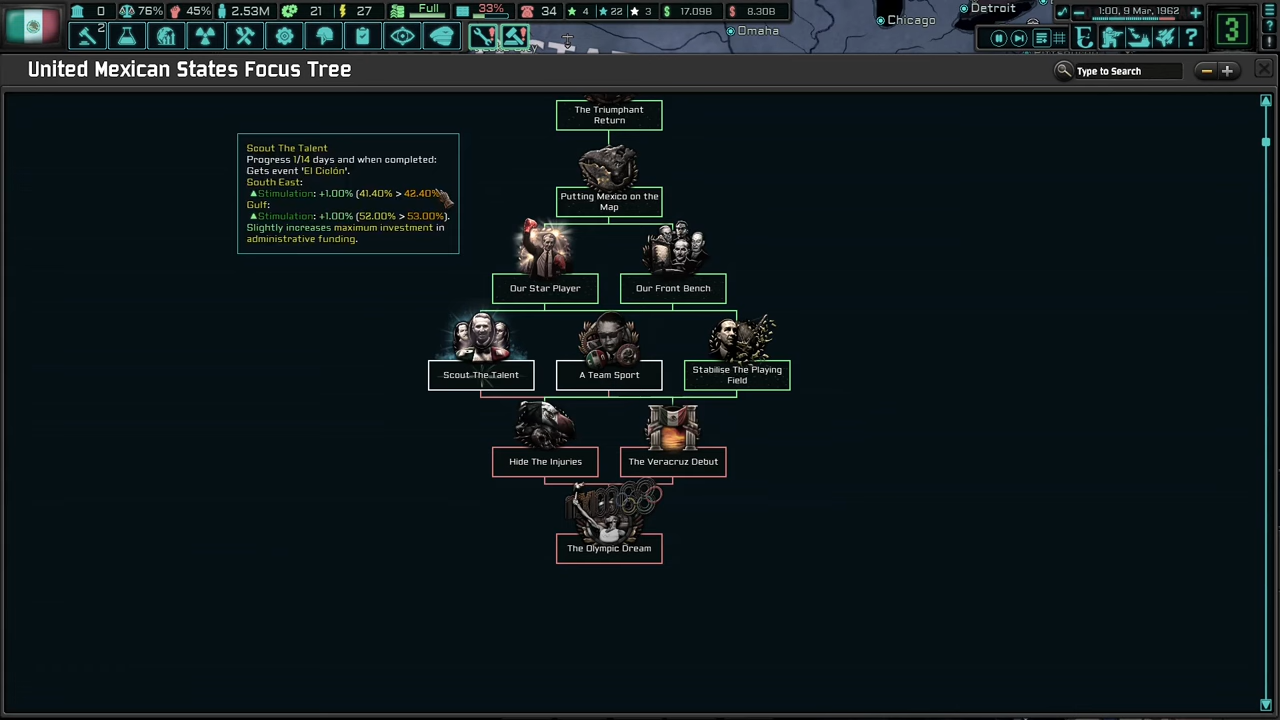 0 76% 45% 2.53M 21 27 Full 33% 34 4 22 3 17.09B 8.30B
Chicago
Detroit
Omaha
1:00, 9 Mar, 1962
3
2
United Mexican States Focus Tree
Type to Search
The Triumphant
Return
Scout The Talent
Progress 1/14 days and when completed:
Gets event 'El Ciclón'.
South East:
▲Stimulation: +1.00% (41.40% > 42.40%
Gulf:
▲Stimulation: +1.00% (52.00% > 53.00%).
Slightly increases maximum investment in
administrative funding.
Putting Mexico on the
Map
Our Star Player
Our Front Bench
Scout The Talent
A Team Sport
Stabilise The Playing
Field
Hide The Injuries
The Veracruz Debut
The Olympic Dream